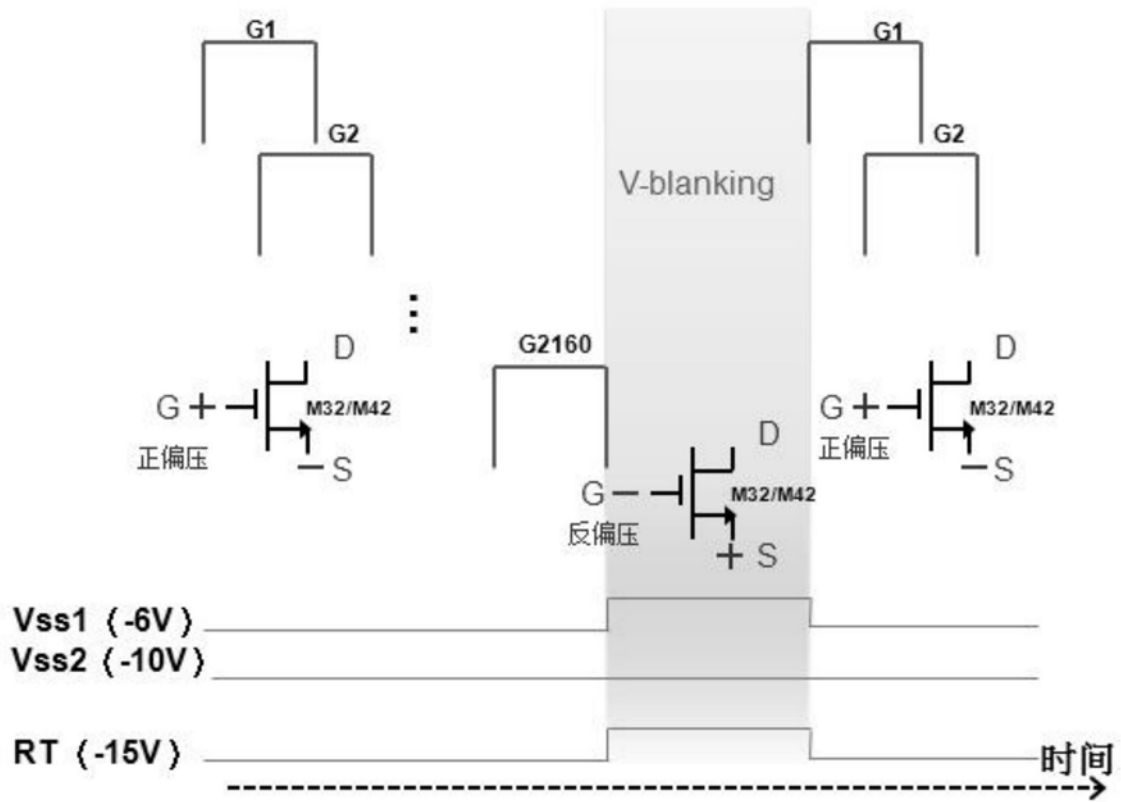 G1
G1
G2
G2
V-blanking
G2160
D
D
G + M32/M42
G + M32/M42
正偏压
正偏压
− S
− S
D
G − M32/M42
反偏压
+ S
Vss1 (-6V)
Vss2 (-10V)
RT (-15V)
时间